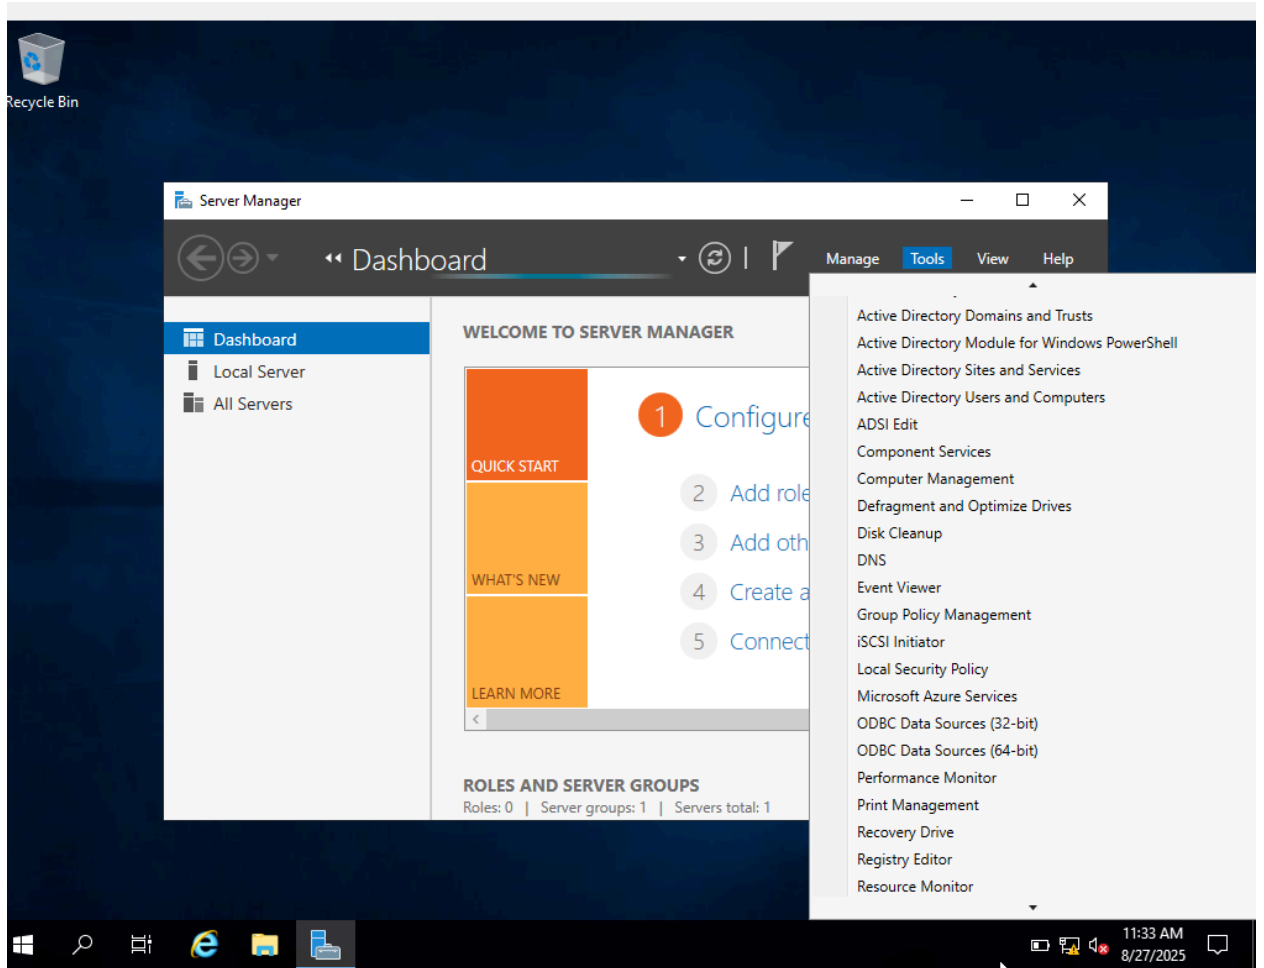 Recycle Bin
Server Manager
Dashboard
Manage
Tools
View
Help
Dashboard
Local Server
All Servers
WELCOME TO SERVER MANAGER
QUICK START
WHAT'S NEW
LEARN MORE
1 Configure
2 Add role
3 Add oth
4 Create a
5 Connect
ROLES AND SERVER GROUPS
Roles: 0 | Server groups: 1 | Servers total: 1
Active Directory Domains and Trusts
Active Directory Module for Windows PowerShell
Active Directory Sites and Services
Active Directory Users and Computers
ADSI Edit
Component Services
Computer Management
Defragment and Optimize Drives
Disk Cleanup
DNS
Event Viewer
Group Policy Management
iSCSI Initiator
Local Security Policy
Microsoft Azure Services
ODBC Data Sources (32-bit)
ODBC Data Sources (64-bit)
Performance Monitor
Print Management
Recovery Drive
Registry Editor
Resource Monitor
11:33 AM
8/27/2025